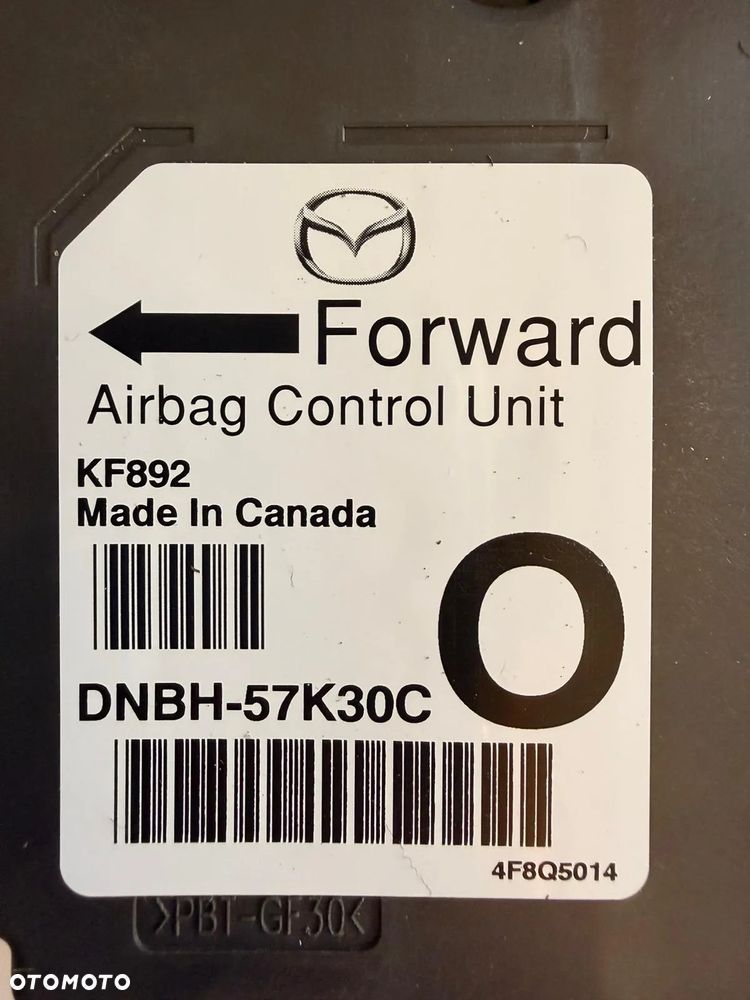 Forward
Airbag Control Unit
KF892
Made In Canada
O
DNBH-57K30C
4F8Q5014
>PBT-GF30<
OTOMOTO